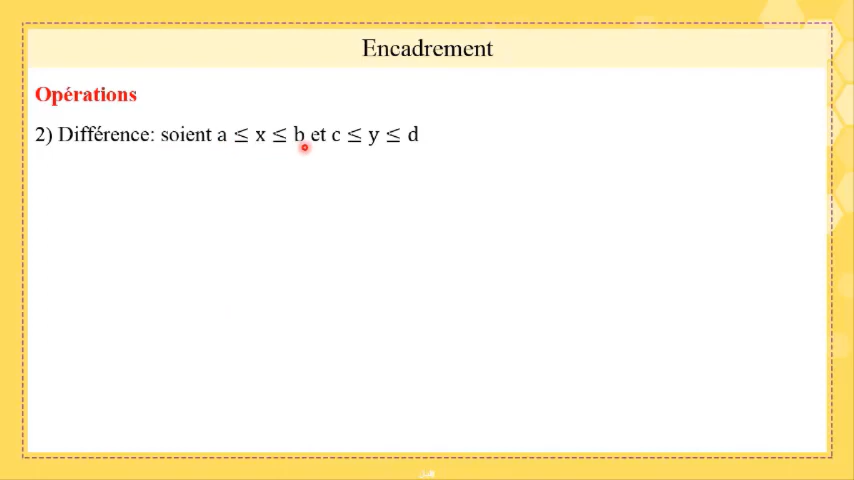 Encadrement
Opérations
2) Différence: soient a ≤ x ≤ b et c ≤ y ≤ d